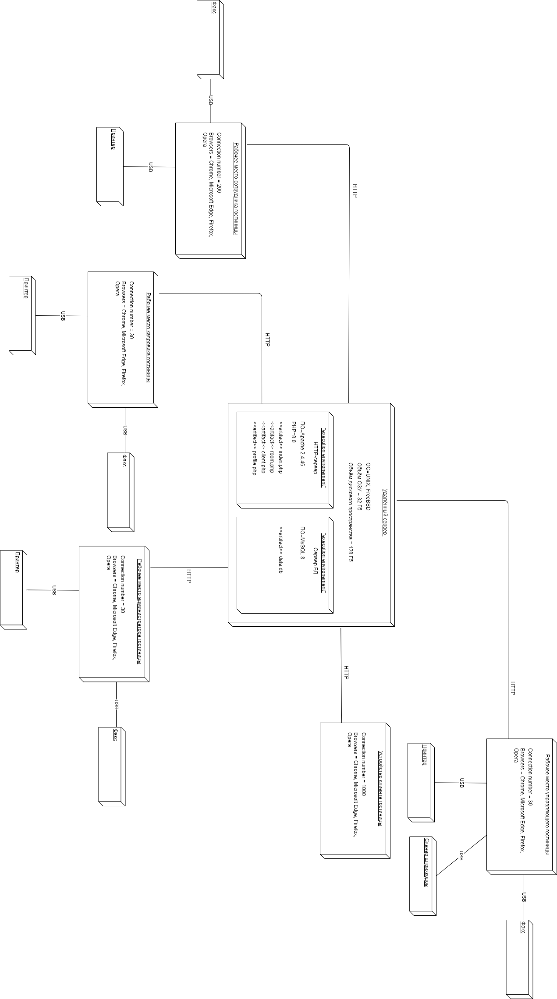 Рабочее место управляющего гостиницы
Connection number = 30
Browsers = Chrome, Microsoft Edge, Firefox,
Opera
HTTP
USB
Факс
USB
Принтер
USB
Сканер штрихкодов
Удалённый сервер
ОС=UNIX, FreeBSD
Объём ОЗУ = 32 Гб
Объём дискового пространства = 128 Гб
"execution environement"
HTTP-сервер
ПО=Apache 2.4.46
PHP=8.0
<<artifact>> index.php
<<artifact>> room.php
<<artifact>> client.php
<<artifact>> profile.php
"execution environement"
Сервер БД
ПО=MySQL 8
<<artifact>> data.db
HTTP
Устройство клиента гостиницы
Connection number = 1000
Browsers = Chrome, Microsoft Edge, Firefox,
Opera
HTTP
Факс
USB
Рабочее место сотрудника гостиницы
Connection number = 200
Browsers = Chrome, Microsoft Edge, Firefox,
Opera
USB
Принтер
HTTP
Рабочее место кадровика гостиницы
Connection number = 30
Browsers = Chrome, Microsoft Edge, Firefox,
Opera
USB
Факс
USB
Принтер
HTTP
Рабочее место администратора гостиницы
Connection number = 30
Browsers = Chrome, Microsoft Edge, Firefox,
Opera
USB
Факс
USB
Принтер